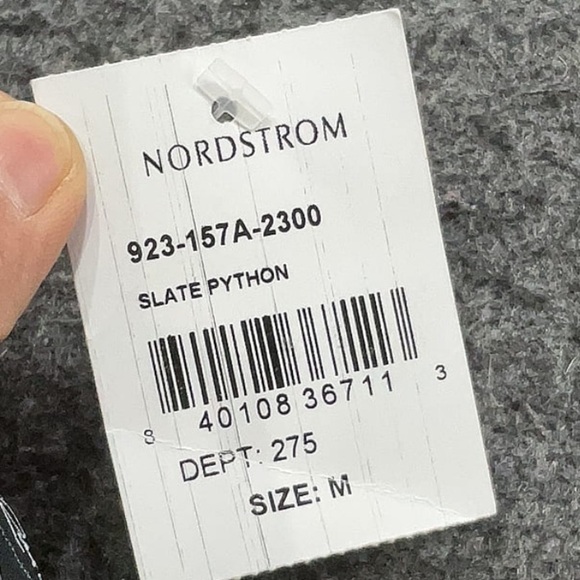 NORDSTROM
923-157A-2300
SLATE PYTHON
8 40108 36711 3
DEPT: 275
SIZE: M